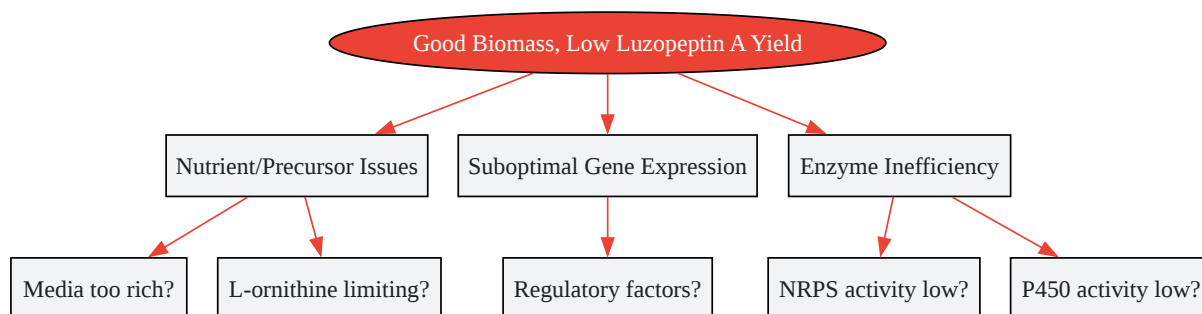 Good Biomass, Low Luzopeptin A Yield
Nutrient/Precursor Issues
Suboptimal Gene Expression
Enzyme Inefficiency
Media too rich?
L-ornithine limiting?
Regulatory factors?
NRPS activity low?
P450 activity low?